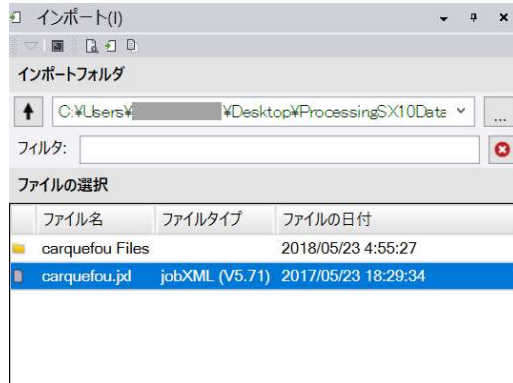 インポート(I)
インポートフォルダ
C:¥Users¥ ¥Desktop¥ProcessingSX10Data
...
フィルタ:
ファイルの選択
ファイル名 ファイルタイプ ファイルの日付
carquefou Files 2018/05/23 4:55:27
carquefou.jxl jobXML (V5.71) 2017/05/23 18:29:34